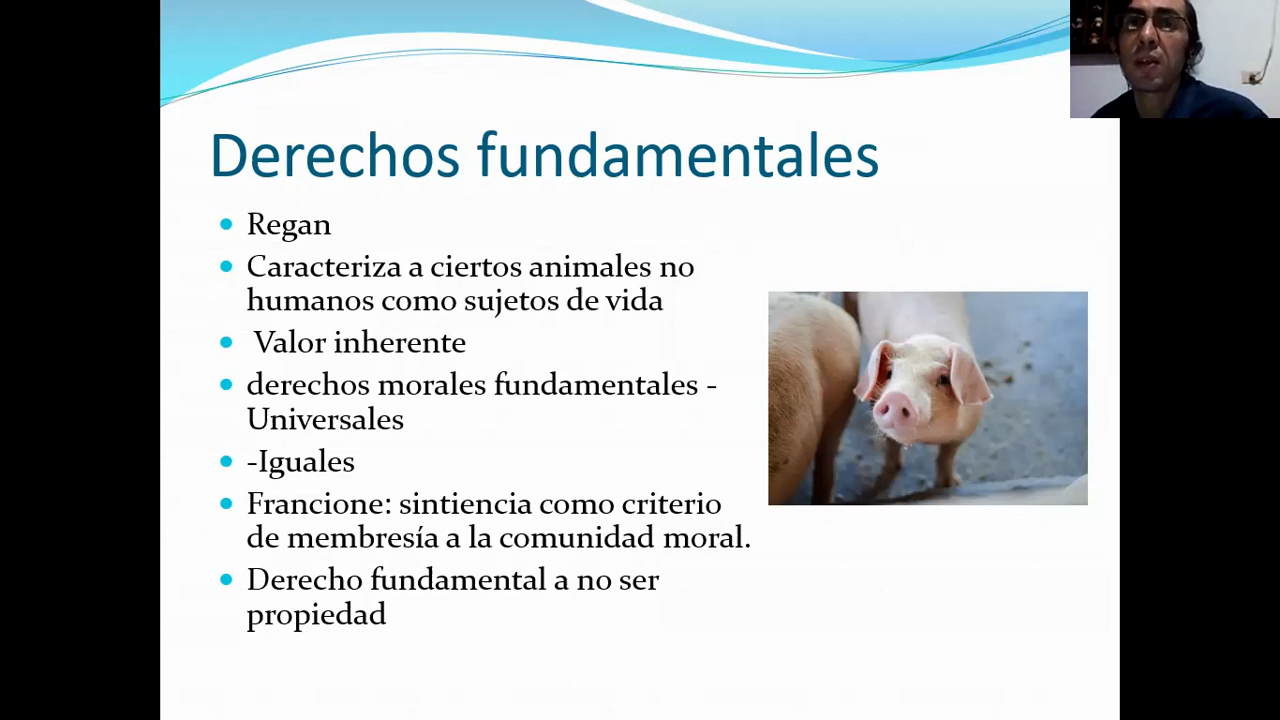 Derechos fundamentales
Regan
Caracteriza a ciertos animales no
humanos como sujetos de vida
Valor inherente
derechos morales fundamentales -
Universales
-Iguales
Francione: sintiencia como criterio
de membresía a la comunidad moral.
Derecho fundamental a no ser
propiedad